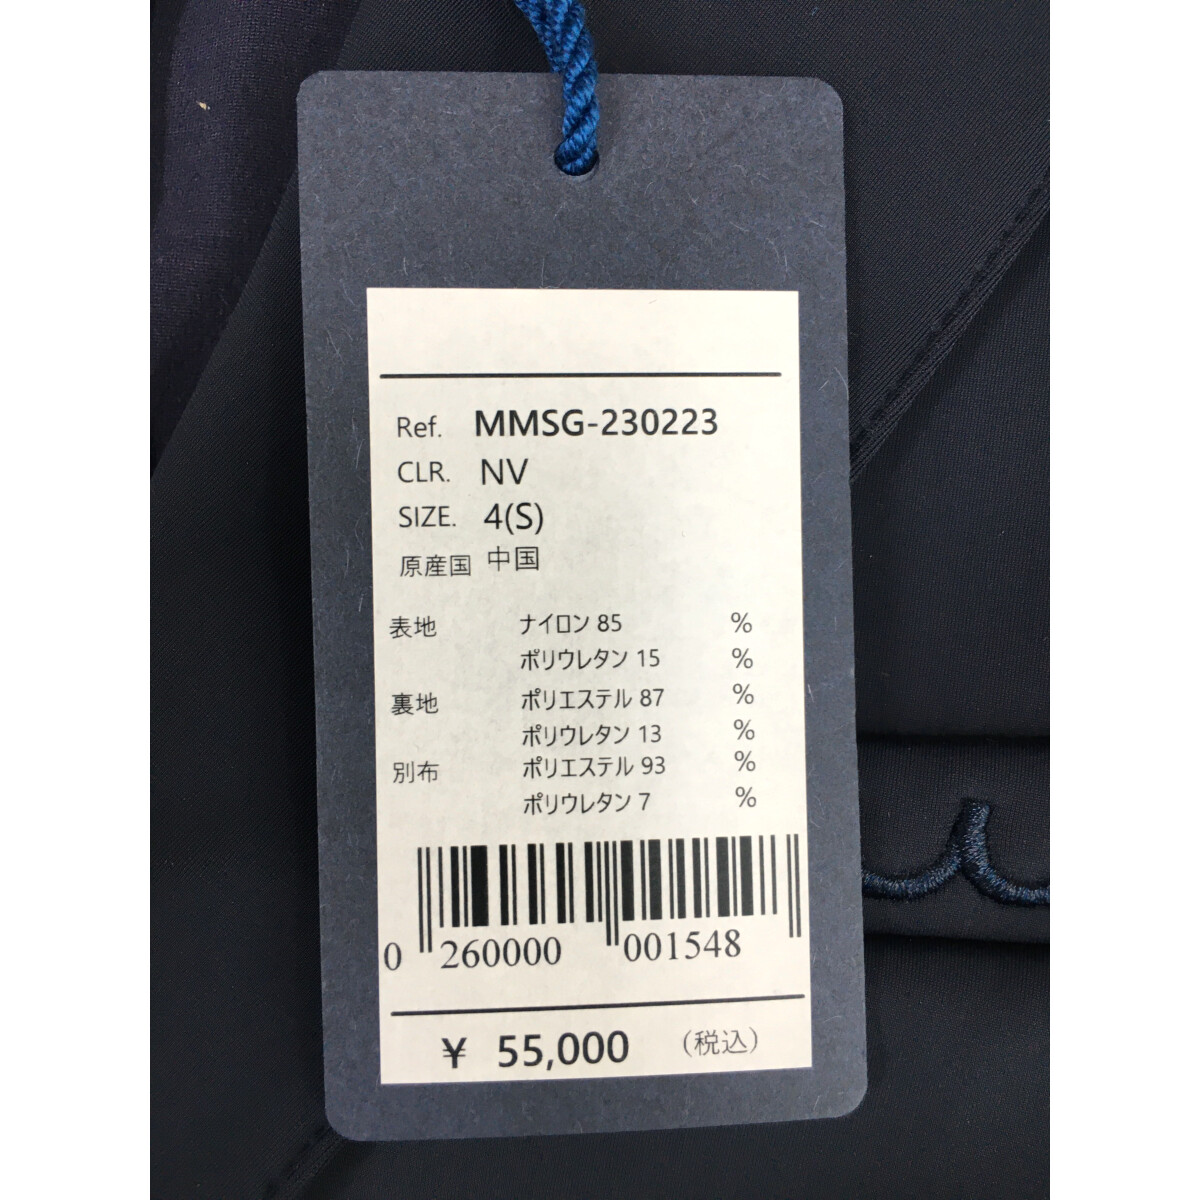 Ref. MMSG-230223
CLR. NV
SIZE. 4(S)
原産国 中国
表地 ナイロン 85 %
ポリウレタン 15 %
裏地 ポリエステル 87 %
ポリウレタン 13 %
別布 ポリエステル 93 %
ポリウレタン 7 %
0 260000 001548
¥ 55,000 (税込)